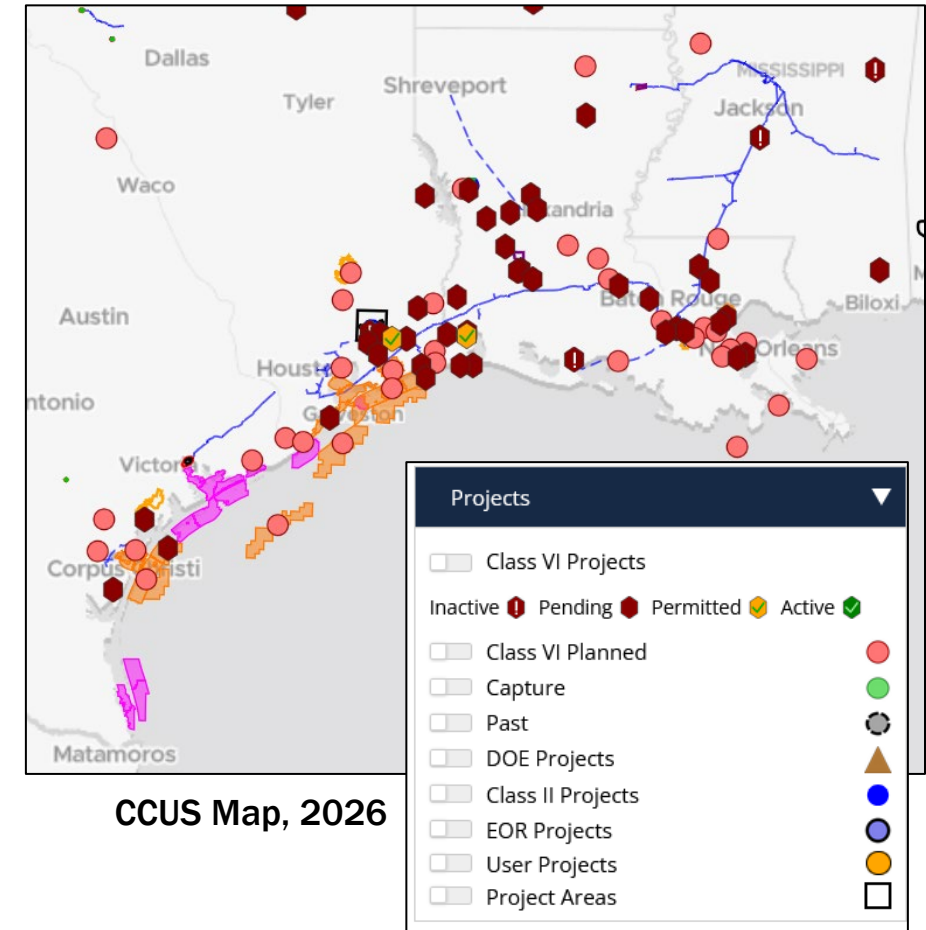 Dallas
MISSISSIPPI
Shreveport
Tyler
Jackson
Waco
Alexandria
Baton Rouge
Biloxi
Austin
New Orleans
Houston
ntonio
Galveston
Victoria
Corpus Christi
Matamoros
Projects
Class VI Projects
Inactive Pending Permitted Active
Class VI Planned
Capture
Past
DOE Projects
Class II Projects
EOR Projects
User Projects
Project Areas
CCUS Map, 2026